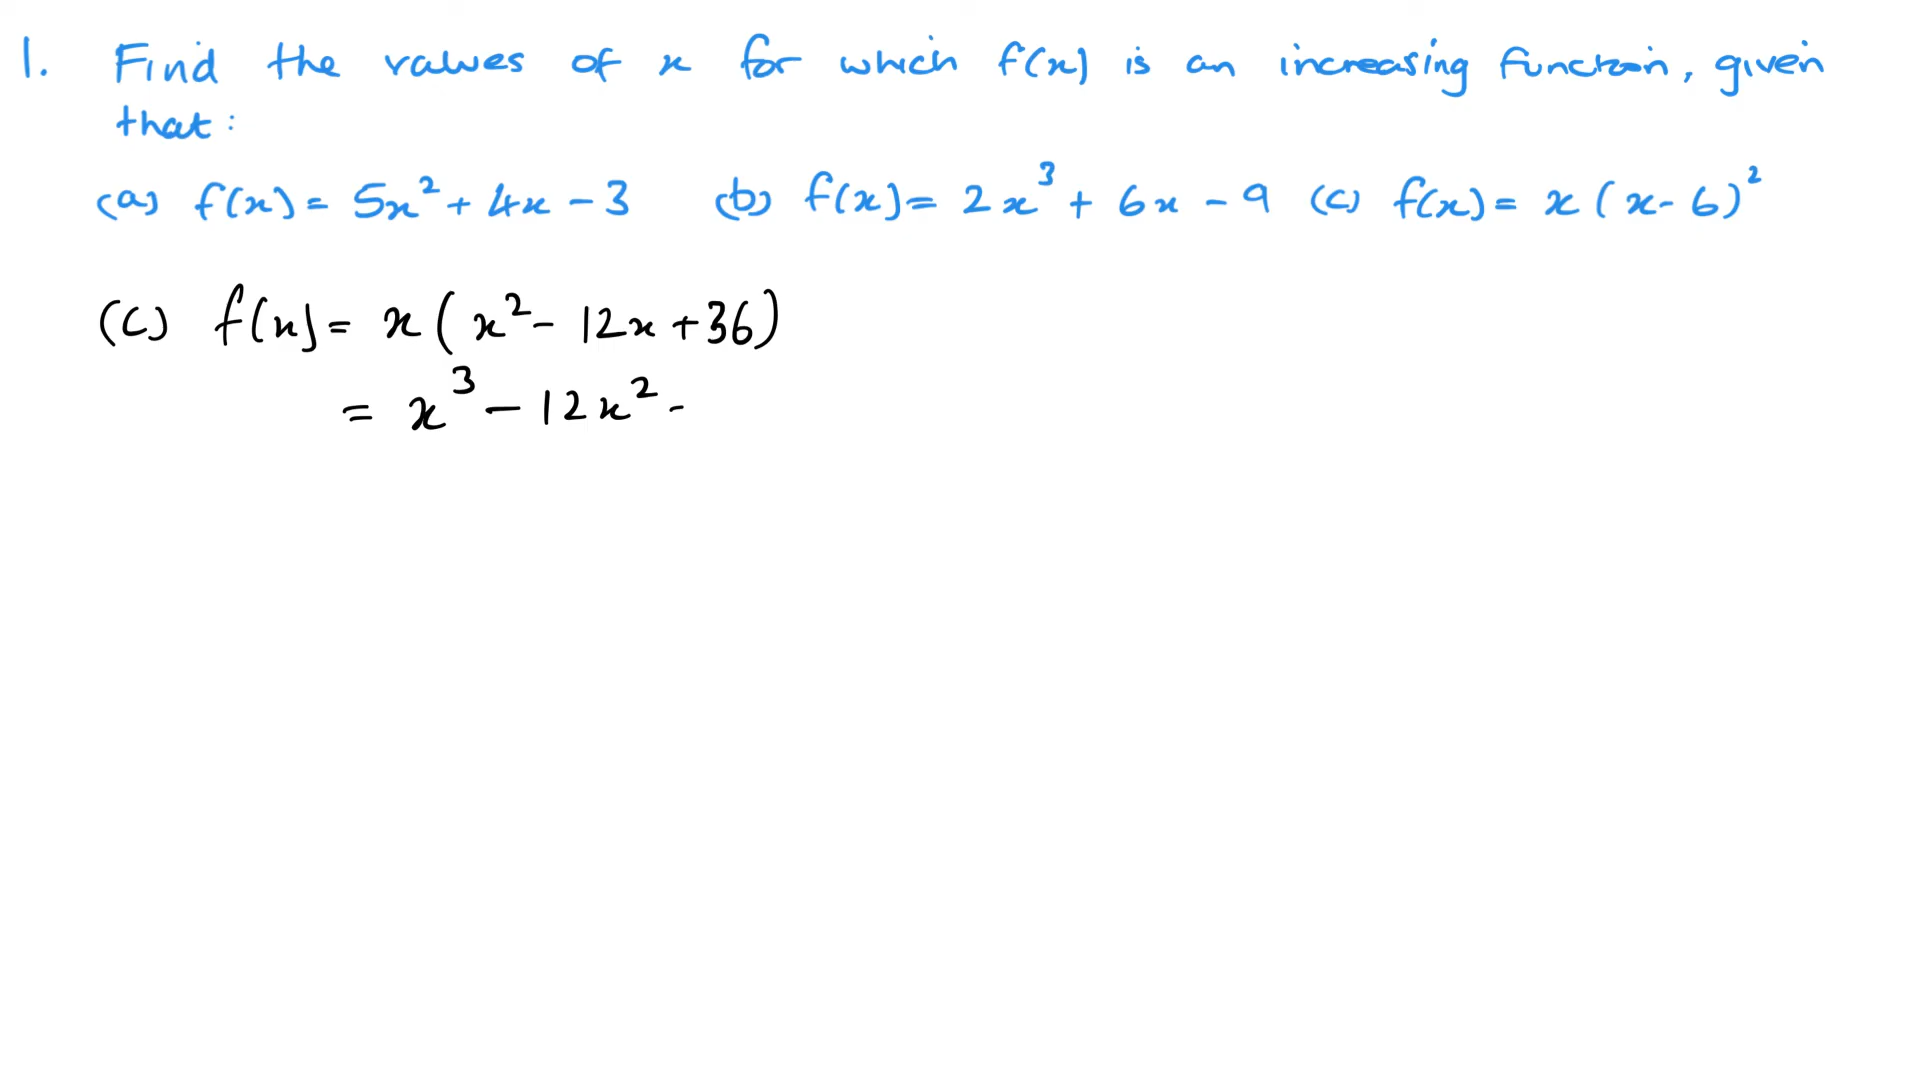 1. Find the values of x for which f(x) is an increasing function, given
that:
(a) f(x) = 5x² + 4x - 3 (b) f(x) = 2x³ + 6x - 9 (c) f(x) = x(x-6)²
(c) f(x) = x(x² - 12x + 36)
= x³ - 12x² -